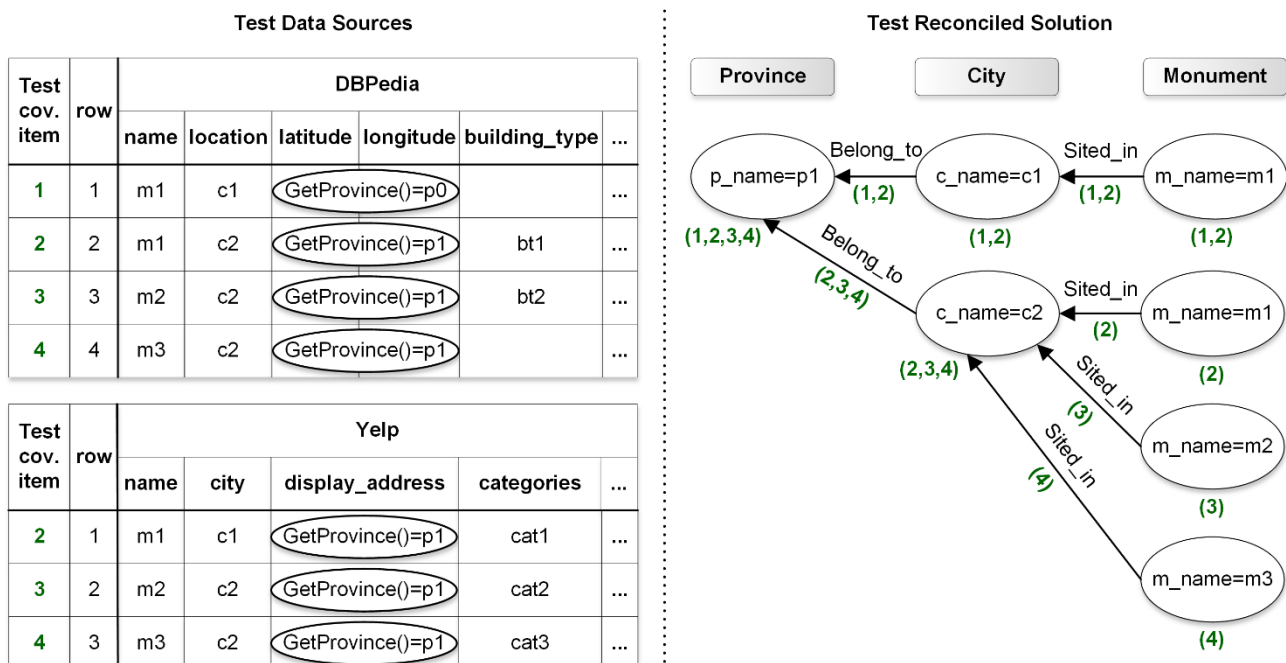 Test Data Sources
Test cov. item row DBPedia
name location latitude longitude building_type ...
1 1 m1 c1 GetProvince()=p0 ...
2 2 m1 c2 GetProvince()=p1 bt1 ...
3 3 m2 c2 GetProvince()=p1 bt2 ...
4 4 m3 c2 GetProvince()=p1 ...
Test cov. item row Yelp
name city display_address categories ...
2 1 m1 c1 GetProvince()=p1 cat1 ...
3 2 m2 c2 GetProvince()=p1 cat2 ...
4 3 m3 c2 GetProvince()=p1 cat3 ...
Test Reconciled Solution
Province City Monument
Belong_to Sited_in
p_name=p1 c_name=c1 m_name=m1
(1,2) (1,2)
(1,2,3,4) (1,2) (1,2)
Belong_to
(2,3,4)
Sited_in
c_name=c2 m_name=m1
(2)
(2,3,4) (2)
Sited_in
(3)
m_name=m2
(3)
Sited_in
(4)
m_name=m3
(4)